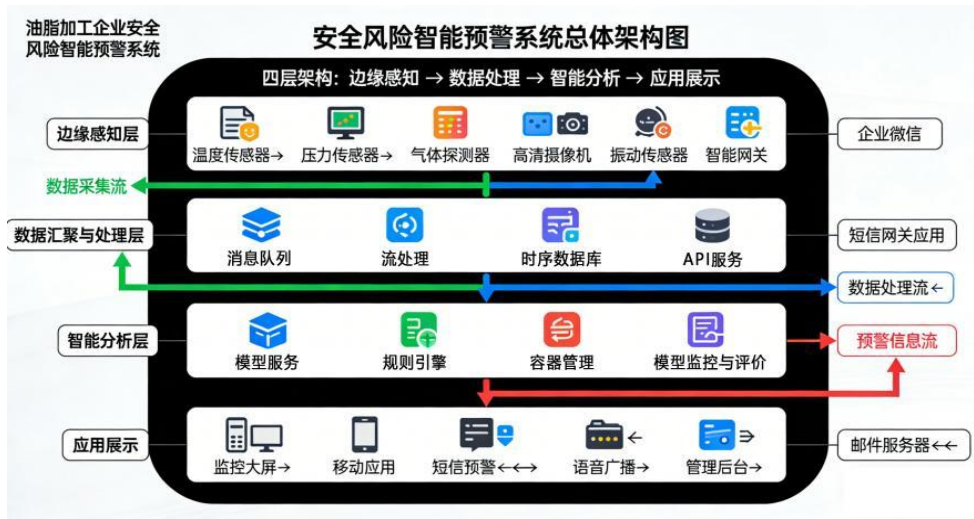 油脂加工企业安全
风险智能预警系统
安全风险智能预警系统总体架构图
四层架构：边缘感知 → 数据处理 → 智能分析 → 应用展示
边缘感知层
温度传感器→
压力传感器→
气体探测器
高清摄像机
振动传感器
智能网关
企业微信
数据采集流
数据汇聚与处理层
消息队列
流处理
时序数据库
API服务
短信网关应用
数据处理流←
智能分析层
模型服务
规则引擎
容器管理
模型监控与评价
预警信息流
应用展示
监控大屏→
移动应用
短信预警←←→
语音广播→
管理后台→
邮件服务器←←